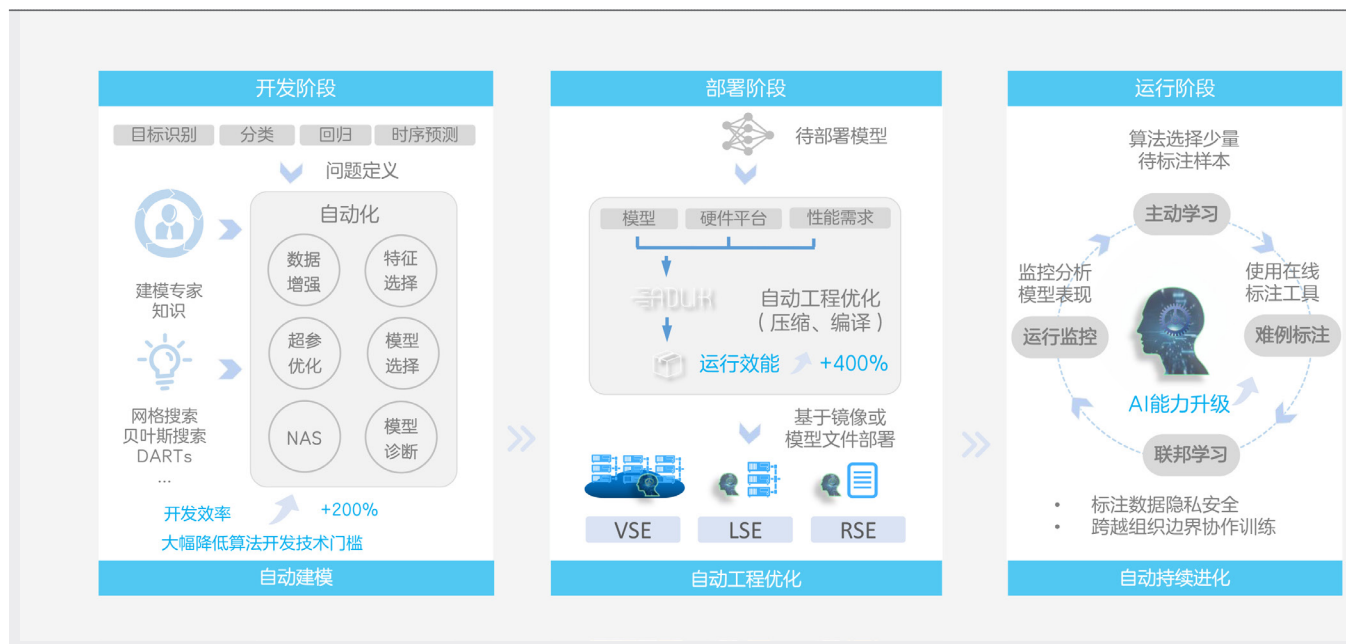 开发阶段
目标识别
分类
回归
时序预测
问题定义
自动化
数据
增强
特征
选择
超参
优化
模型
选择
NAS
模型
诊断
建模专家
知识
网格搜索
贝叶斯搜索
DARTs
...
开发效率
+200%
大幅降低算法开发技术门槛
自动建模
部署阶段
待部署模型
模型
硬件平台
性能需求
ADLIK
自动工程优化
（压缩、编译）
运行效能
+400%
基于镜像或
模型文件部署
VSE
LSE
RSE
自动工程优化
运行阶段
算法选择少量
待标注样本
主动学习
监控分析
模型表现
使用在线
标注工具
运行监控
难例标注
AI能力升级
联邦学习
• 标注数据隐私安全
• 跨越组织边界协作训练
自动持续进化